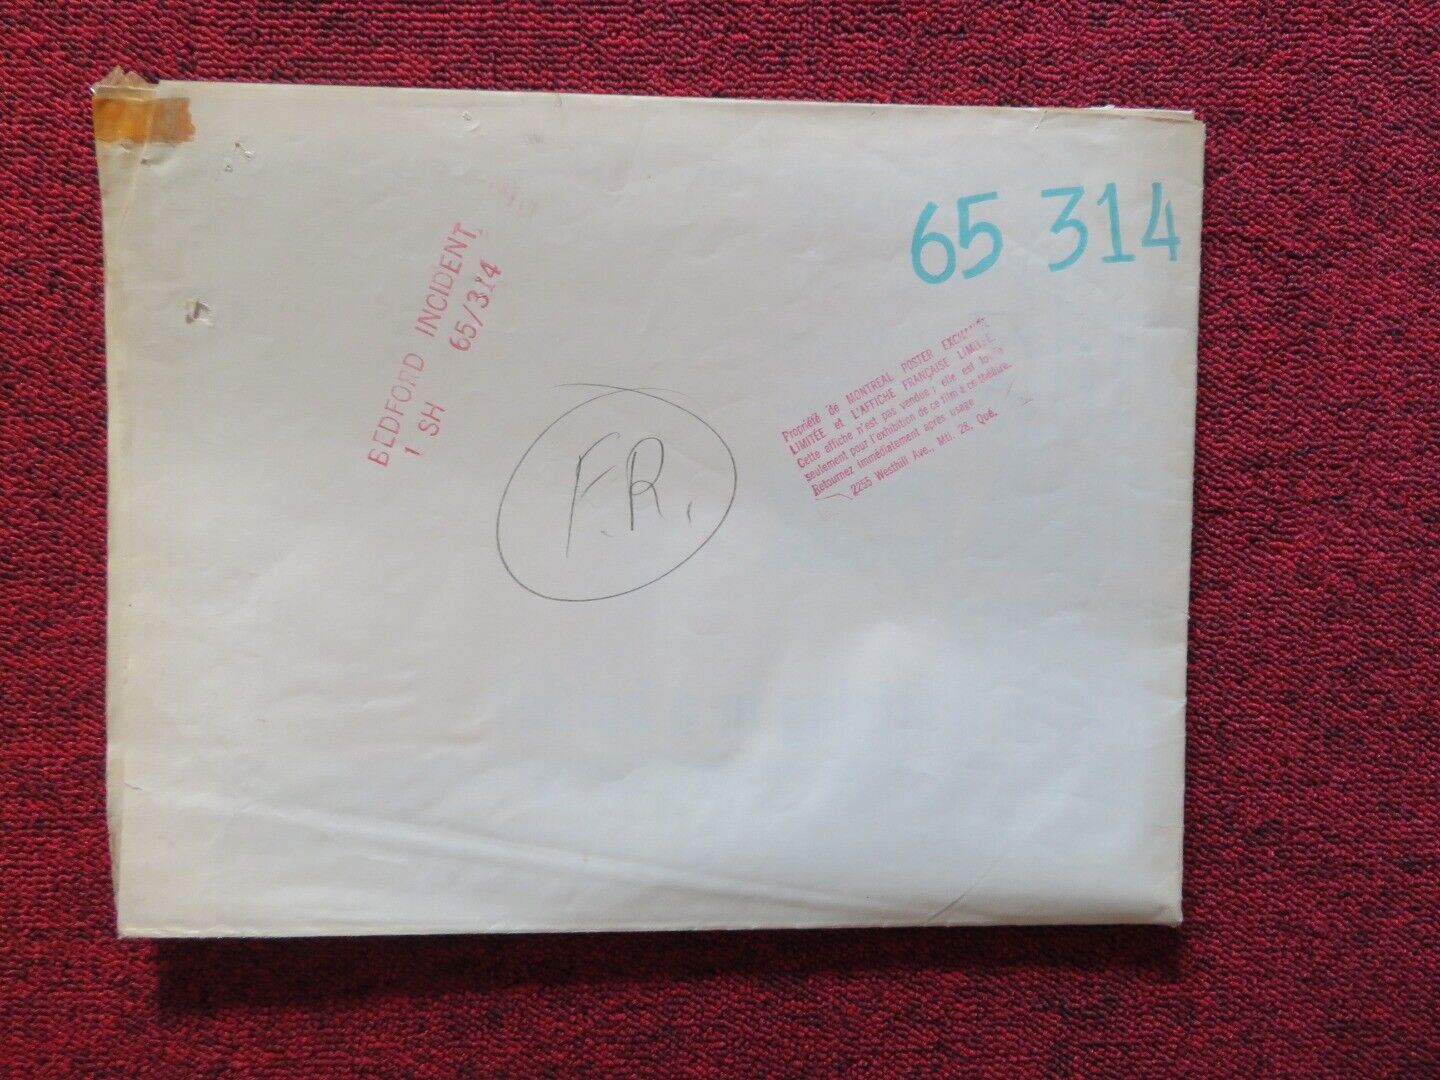 65 314
BEDFORD INCIDENT
1 SH 65/314
F.R.
Propriété de MONTREAL POSTER EXCHANGE
LIMITÉE et L'AFFICHE FRANÇAISE LIMITÉE.
Cette affiche n'est pas vendue; elle est louée
seulement pour l'exhibition de ce film à ce théâtre.
Retournez immédiatement après usage
2255 Westhill Ave., Mtl. 28, Qué.